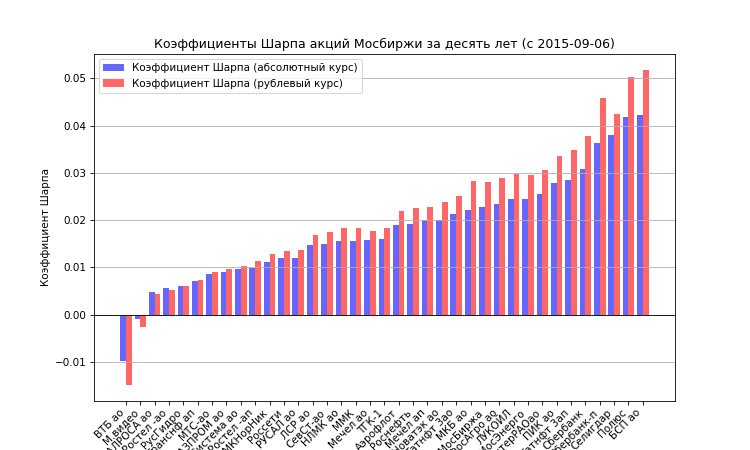 Коэффициенты Шарпа акций Мосбиржи за десять лет (с 2015-09-06)
Коэффициент Шарпа (абсолютный курс)
Коэффициент Шарпа (рублевый курс)
Коэффициент Шарпа
0.05
0.04
0.03
0.02
0.01
0.00
−0.01
ВТБ ао
М.видео
АЛРОСА ао
Ростел -ао
РусГидро
МТС-ао
Ростел -ап
Россети
РУСАЛ ао
ЛСР ао
СевСт-ао
НЛМК ао
ММК
Мечел ао
ТГК-1
Аэрофлот
Роснефть
Мечел ап
МКБ ао
МосБиржа
ЛУКОЙЛ
ПИК ао
Сбербанк
Селигдар
Полюс
БСП ао